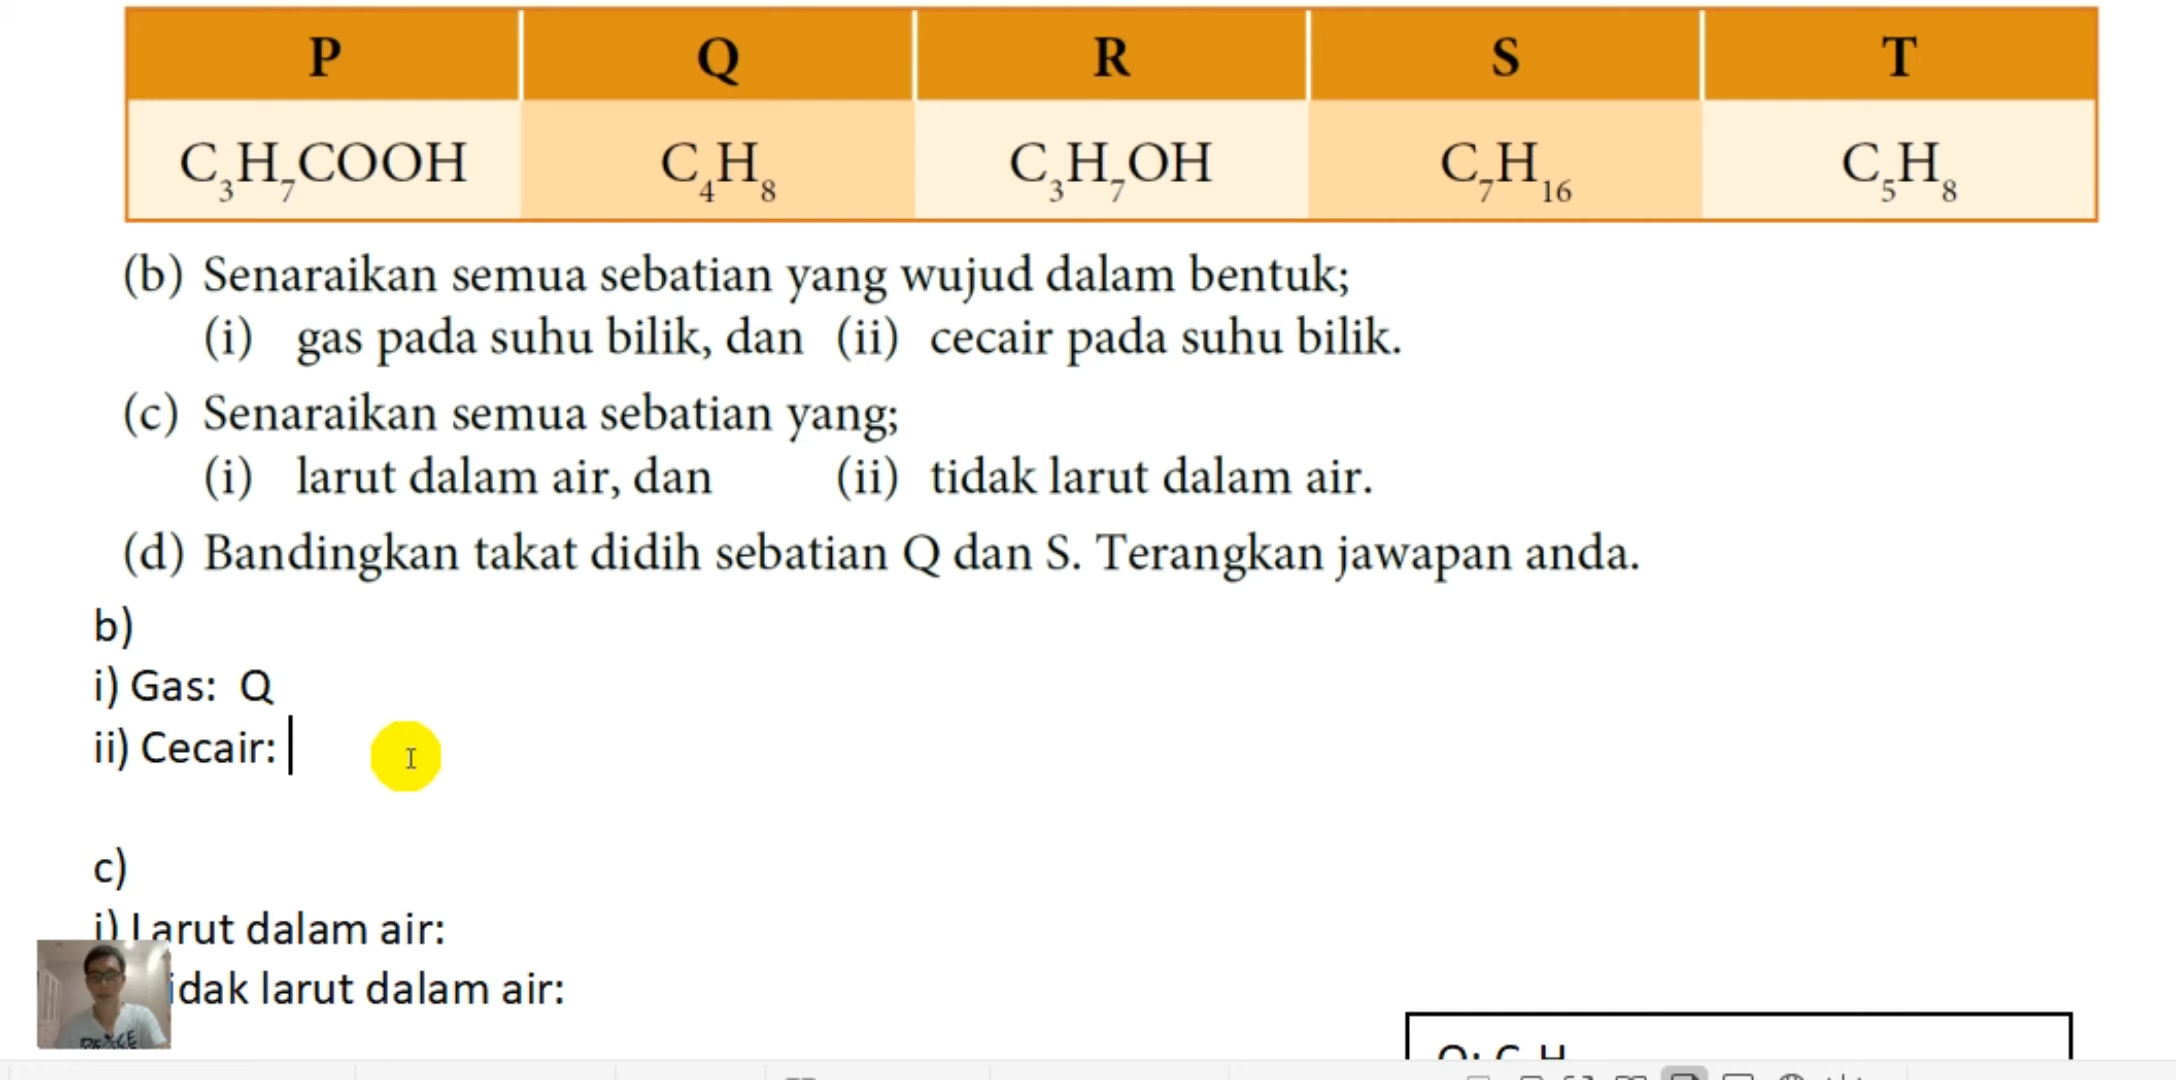 P Q R S T
C₃H₇COOH C₄H₈ C₃H₇OH C₇H₁₆ C₅H₈
(b) Senaraikan semua sebatian yang wujud dalam bentuk;
(i) gas pada suhu bilik, dan (ii) cecair pada suhu bilik.
(c) Senaraikan semua sebatian yang;
(i) larut dalam air, dan (ii) tidak larut dalam air.
(d) Bandingkan takat didih sebatian Q dan S. Terangkan jawapan anda.
b)
i) Gas: Q
ii) Cecair:
c)
i) Larut dalam air:
idak larut dalam air: